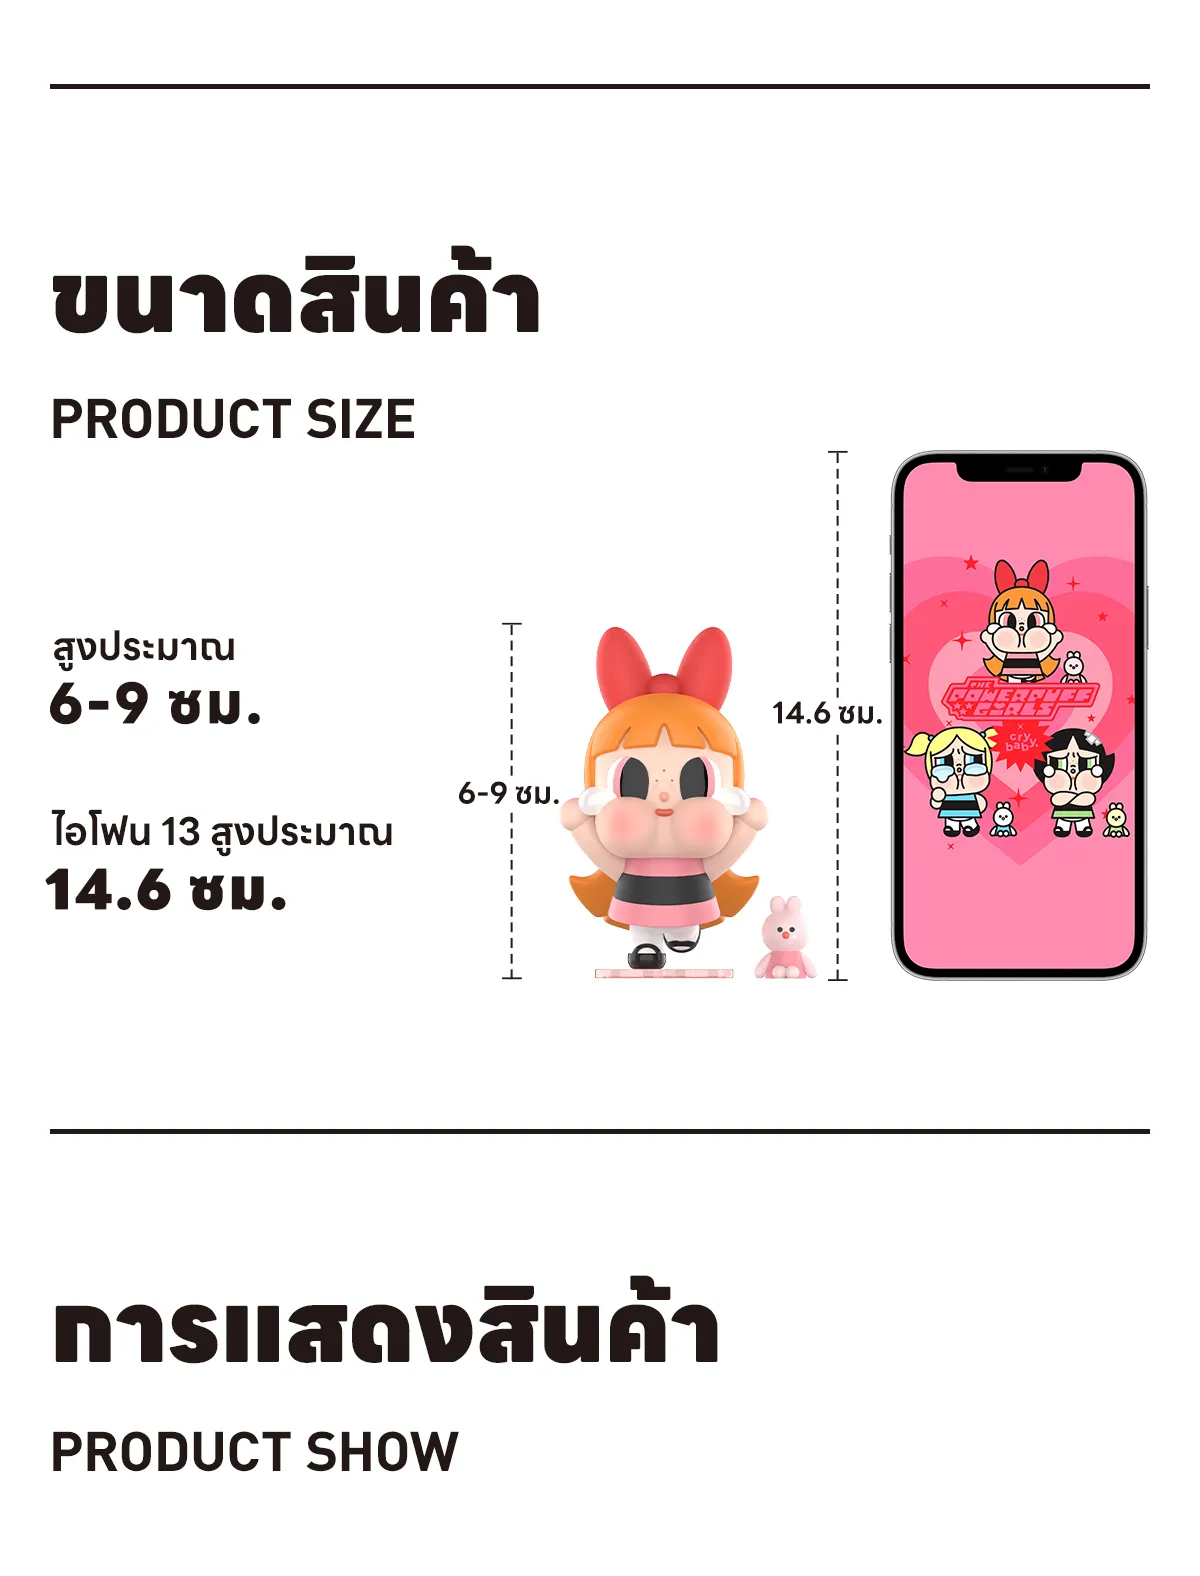 ขนาดสินค้า
PRODUCT SIZE
สูงประมาณ
6-9 ซม.
ไอโฟน 13 สูงประมาณ
14.6 ซม.
6-9 ซม.
14.6 ซม.
THE
POWERPUFF
GIRLS
cry
baby.
การแสดงสินค้า
PRODUCT SHOW